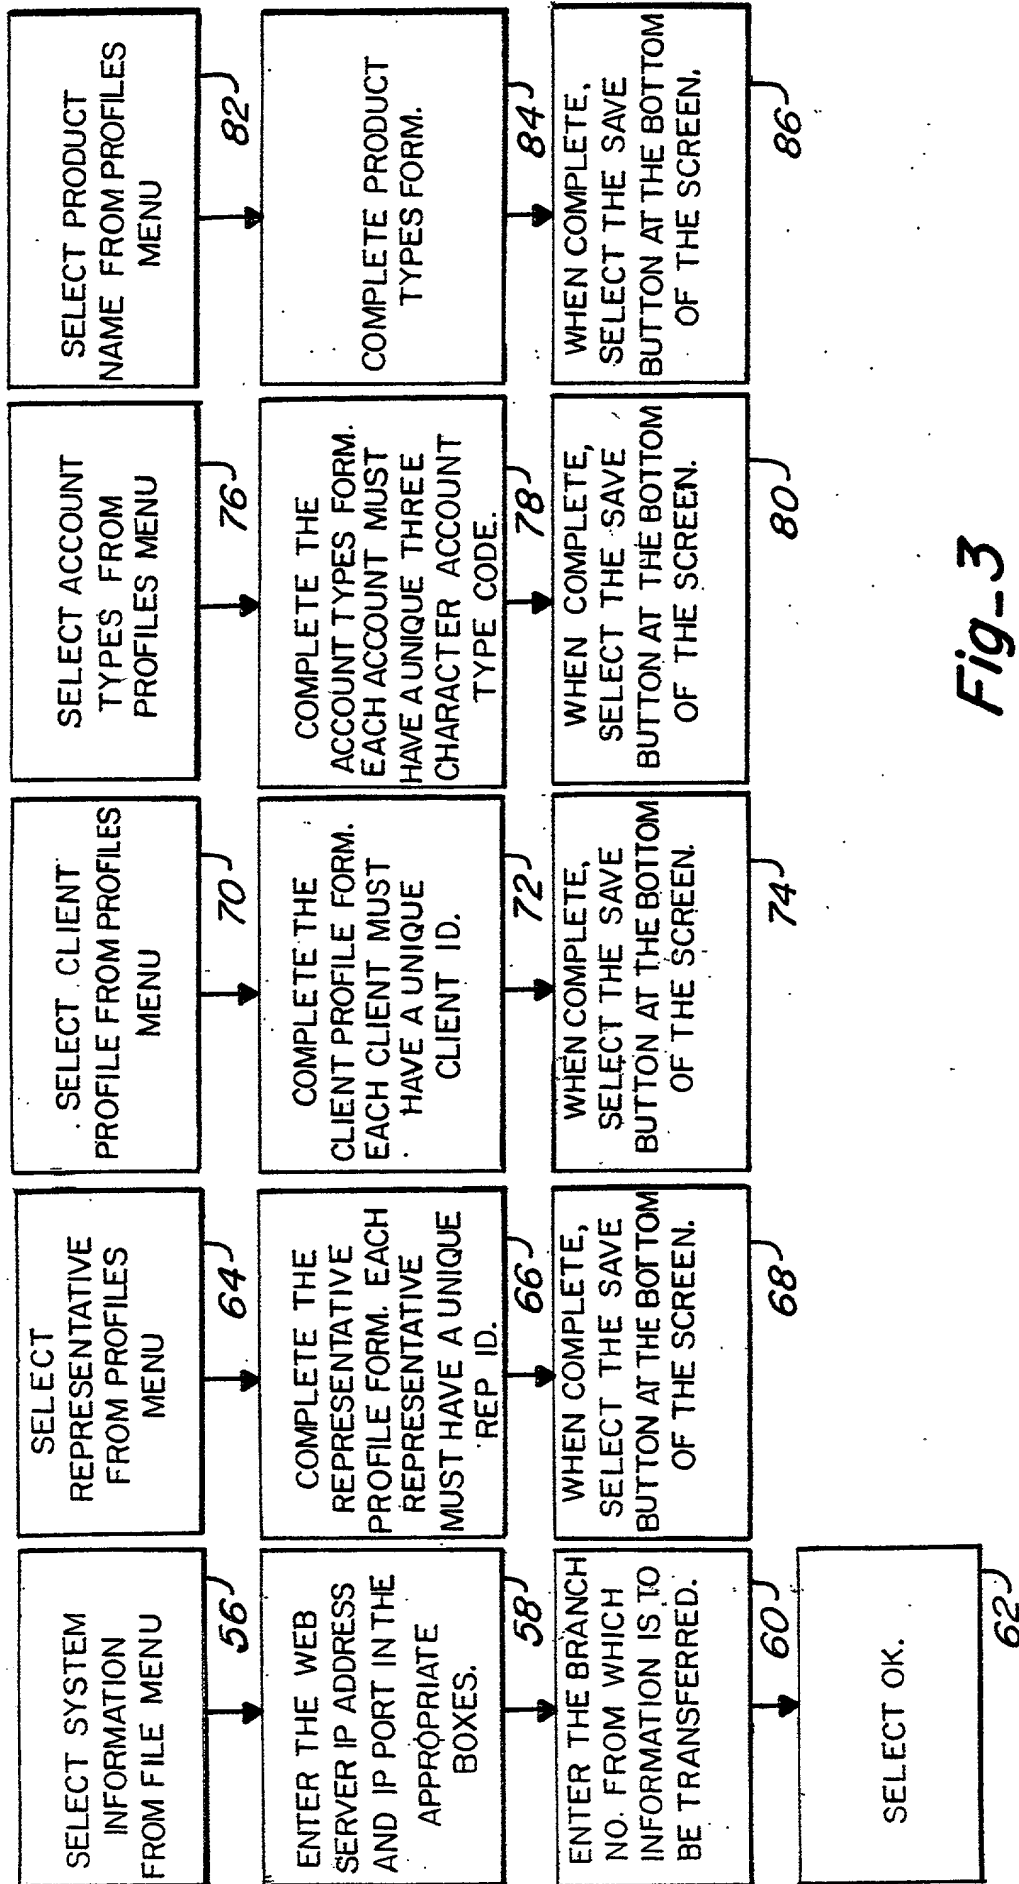 SELECT SYSTEM
INFORMATION
FROM FILE MENU
56
ENTER THE WEB
SERVER IP ADDRESS
AND IP PORT IN THE
APPROPRIATE
BOXES.
58
ENTER THE BRANCH
NO. FROM WHICH
INFORMATION IS TO
BE TRANSFERRED.
60
SELECT OK.
62
SELECT
REPRESENTATIVE
FROM PROFILES
MENU
64
COMPLETE THE
REPRESENTATIVE
PROFILE FORM. EACH
REPRESENTATIVE
MUST HAVE A UNIQUE
REP ID.
66
WHEN COMPLETE,
SELECT THE SAVE
BUTTON AT THE BOTTOM
OF THE SCREEN.
68
SELECT CLIENT
PROFILE FROM PROFILES
MENU
70
COMPLETE THE
CLIENT PROFILE FORM.
EACH CLIENT MUST
HAVE A UNIQUE
CLIENT ID.
72
WHEN COMPLETE,
SELECT THE SAVE
BUTTON AT THE BOTTOM
OF THE SCREEN.
74
SELECT ACCOUNT
TYPES FROM
PROFILES MENU
76
COMPLETE THE
ACCOUNT TYPES FORM.
EACH ACCOUNT MUST
HAVE A UNIQUE THREE
CHARACTER ACCOUNT
TYPE CODE.
78
WHEN COMPLETE,
SELECT THE SAVE
BUTTON AT THE BOTTOM
OF THE SCREEN.
80
SELECT PRODUCT
NAME FROM PROFILES
MENU
82
COMPLETE PRODUCT
TYPES FORM.
84
WHEN COMPLETE,
SELECT THE SAVE
BUTTON AT THE BOTTOM
OF THE SCREEN.
86
Fig_3